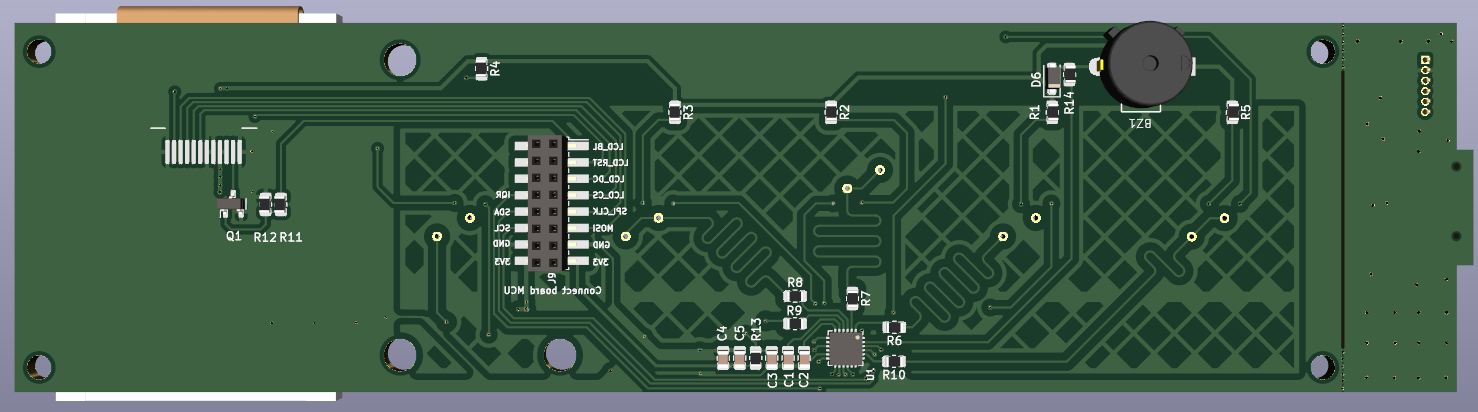 R4
D6
R14
R3
R2
R1
R5
BZ1
LCD_BL
LCD_RST
LCD_DC
IQR LCD_CS
SDA SPI_CLK
SCL MOSI
GND GND
3V3 3V3
J9
Connect board MCU
Q1 R12 R11
R8
R7
R9
C4 C5 R13
R6
C3 C1 C2
U1
R10